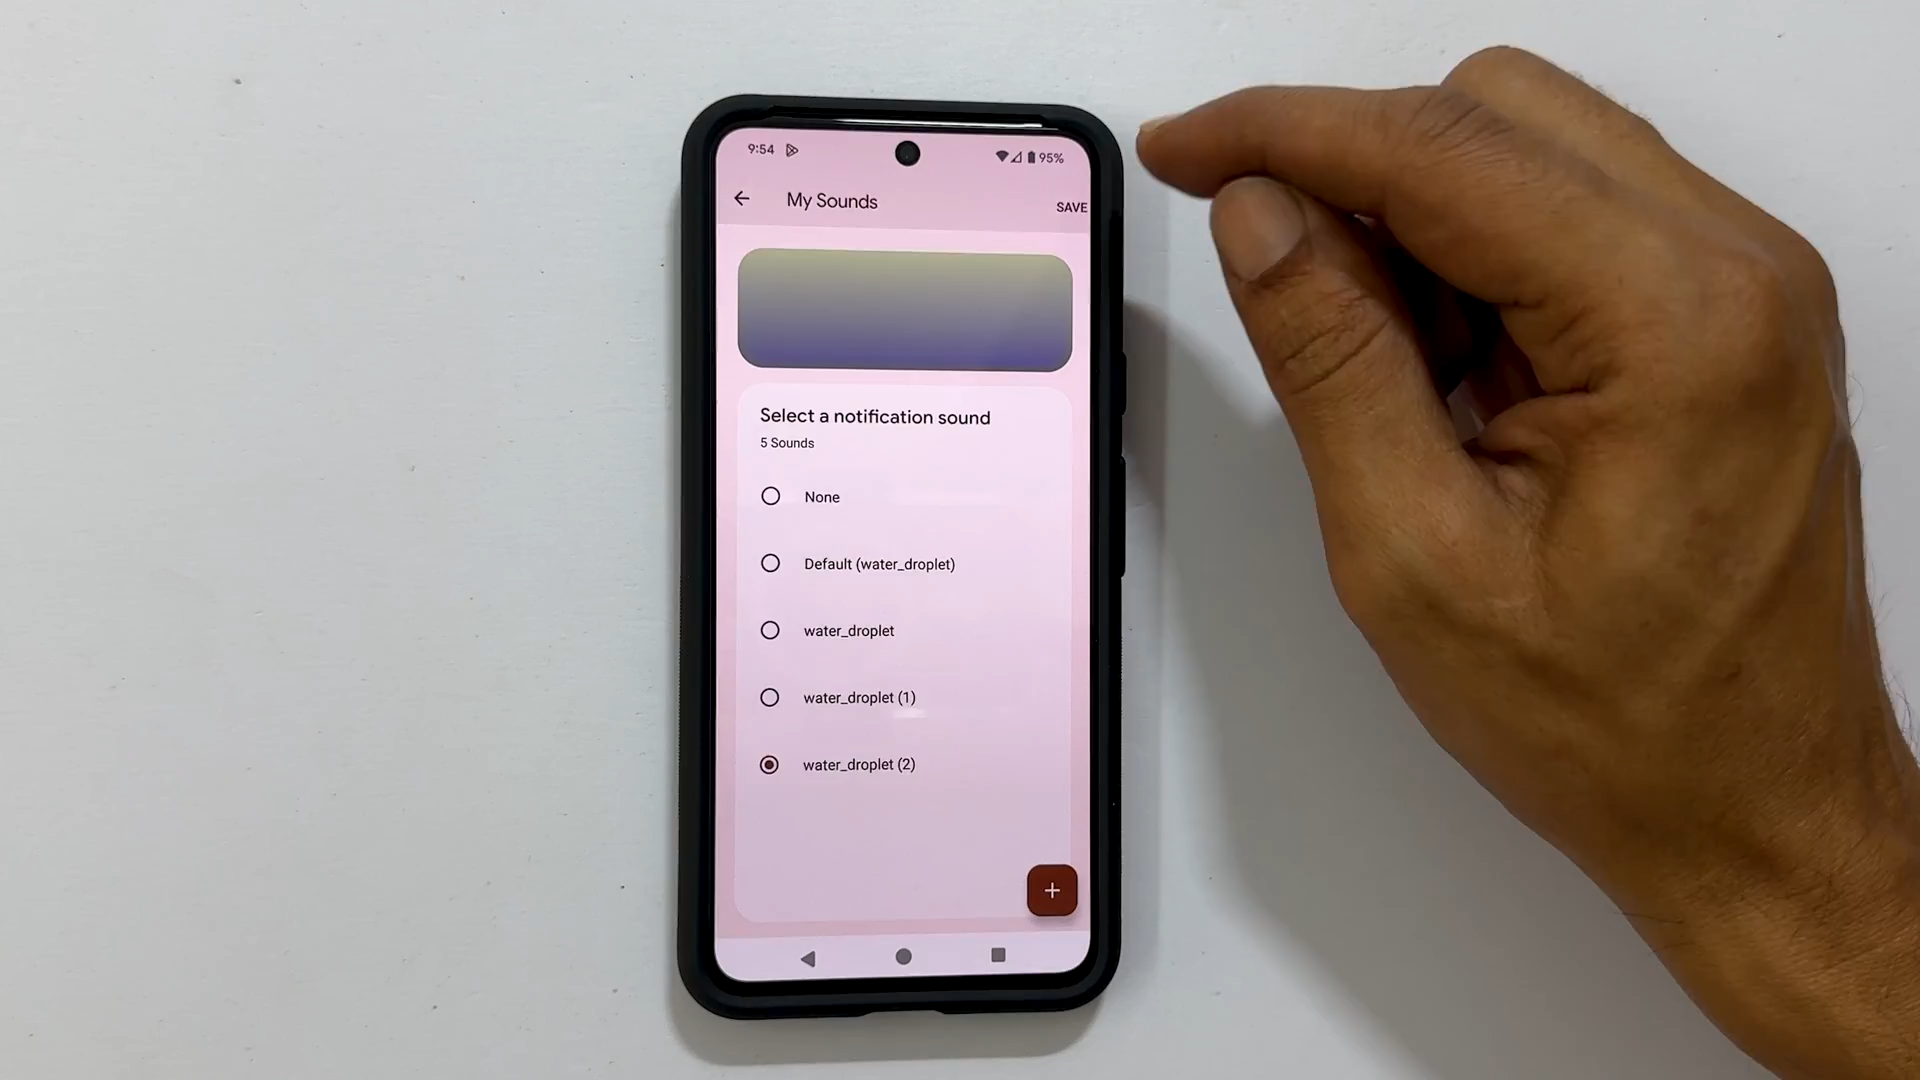 9:54 95%
My Sounds SAVE
Select a notification sound
5 Sounds
None
Default (water_droplet)
water_droplet
water_droplet (1)
water_droplet (2)